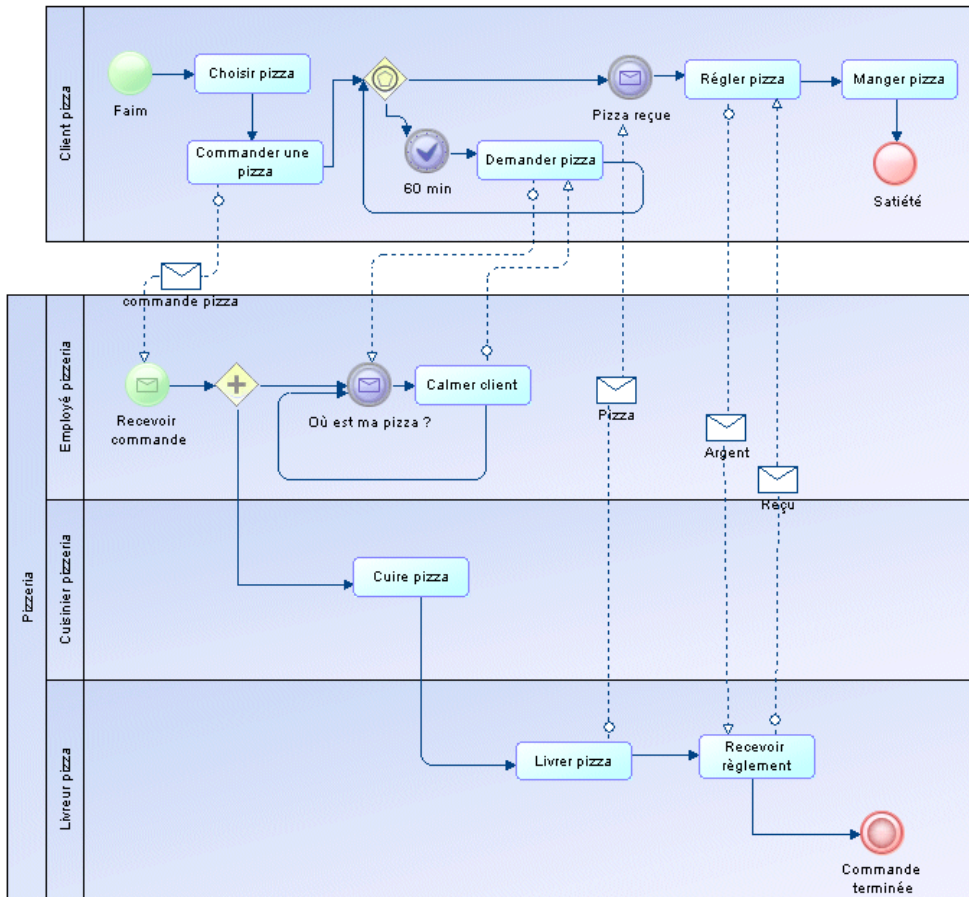 Client pizza
Faim
Choisir pizza
Commander une
pizza
60 min
Demander pizza
Pizza reçue
Régler pizza
Manger pizza
Satiété
commande pizza
Pizzeria
Employé pizzeria
Recevoir
commande
Où est ma pizza ?
Calmer client
Pizza
Argent
Reçu
Cuisinier pizzeria
Cuire pizza
Livreur pizza
Livrer pizza
Recevoir
règlement
Commande
terminée